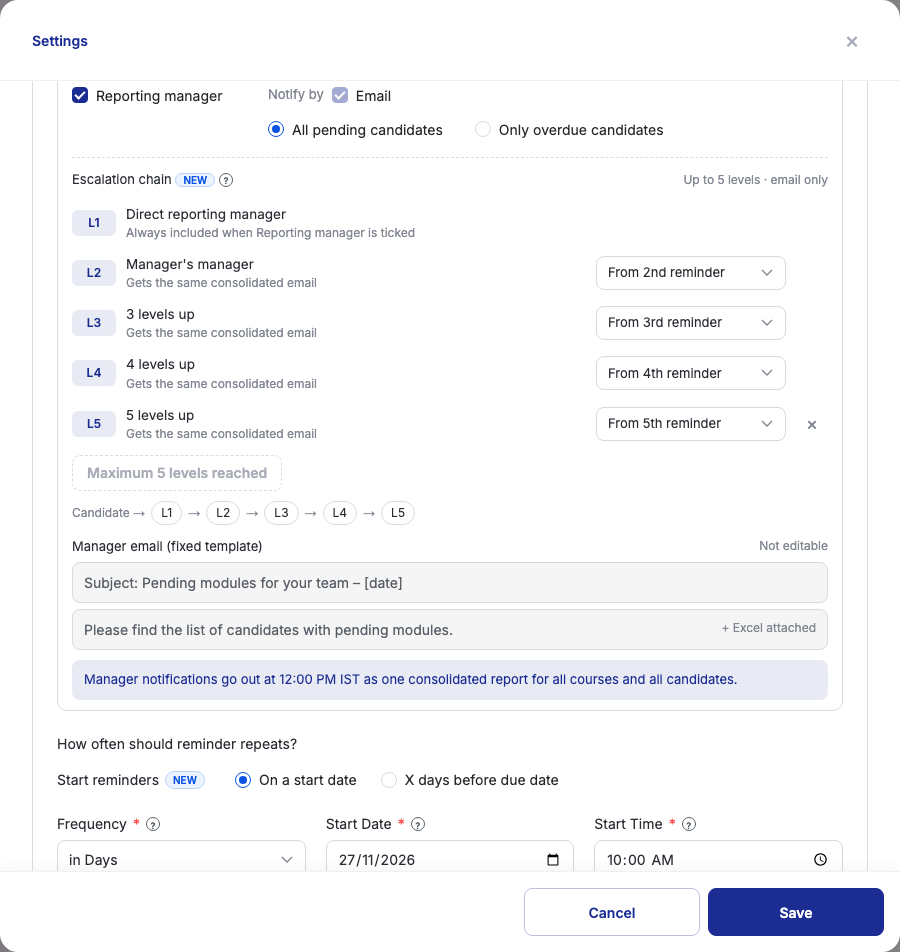 Settings
Reporting manager Notify by Email
All pending candidates Only overdue candidates
Escalation chain NEW ? Up to 5 levels · email only
L1 Direct reporting manager
Always included when Reporting manager is ticked
L2 Manager's manager From 2nd reminder
Gets the same consolidated email
L3 3 levels up From 3rd reminder
Gets the same consolidated email
L4 4 levels up From 4th reminder
Gets the same consolidated email
L5 5 levels up From 5th reminder
Gets the same consolidated email
Maximum 5 levels reached
Candidate → L1 → L2 → L3 → L4 → L5
Manager email (fixed template) Not editable
Subject: Pending modules for your team – [date]
Please find the list of candidates with pending modules. + Excel attached
Manager notifications go out at 12:00 PM IST as one consolidated report for all courses and all candidates.
How often should reminder repeats?
Start reminders NEW On a start date X days before due date
Frequency * ? Start Date * ? Start Time * ?
in Days 27/11/2026 10:00 AM
Cancel Save